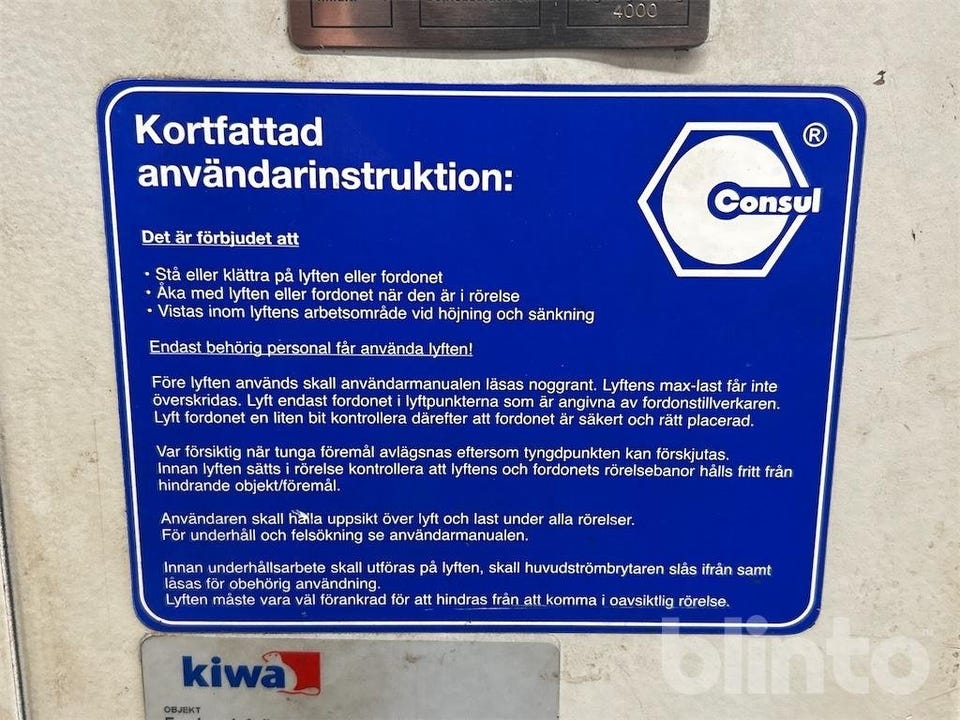 4000
Kortfattad
användarinstruktion:
®
Consul
Det är förbjudet att
· Stå eller klättra på lyften eller fordonet
· Åka med lyften eller fordonet när den är i rörelse
· Vistas inom lyftens arbetsområde vid höjning och sänkning
Endast behörig personal får använda lyften!
Före lyften används skall användarmanualen läsas noggrant. Lyftens max-last får inte
överskridas. Lyft endast fordonet i lyftpunkterna som är angivna av fordonstillverkaren.
Lyft fordonet en liten bit kontrollera därefter att fordonet är säkert och rätt placerad.
Var försiktig när tunga föremål avlägsnas eftersom tyngdpunkten kan förskjutas.
Innan lyften sätts i rörelse kontrollera att lyftens och fordonets rörelsebanor hålls fritt från
hindrande objekt/föremål.
Användaren skall hålla uppsikt över lyft och last under alla rörelser.
För underhåll och felsökning se användarmanualen.
Innan underhållsarbete skall utföras på lyften, skall huvudströmbrytaren slås ifrån samt
låsas för obehörig användning.
Lyften måste vara väl förankrad för att hindras från att komma i oavsiktlig rörelse.
blinto
kiwa
OBJEKT